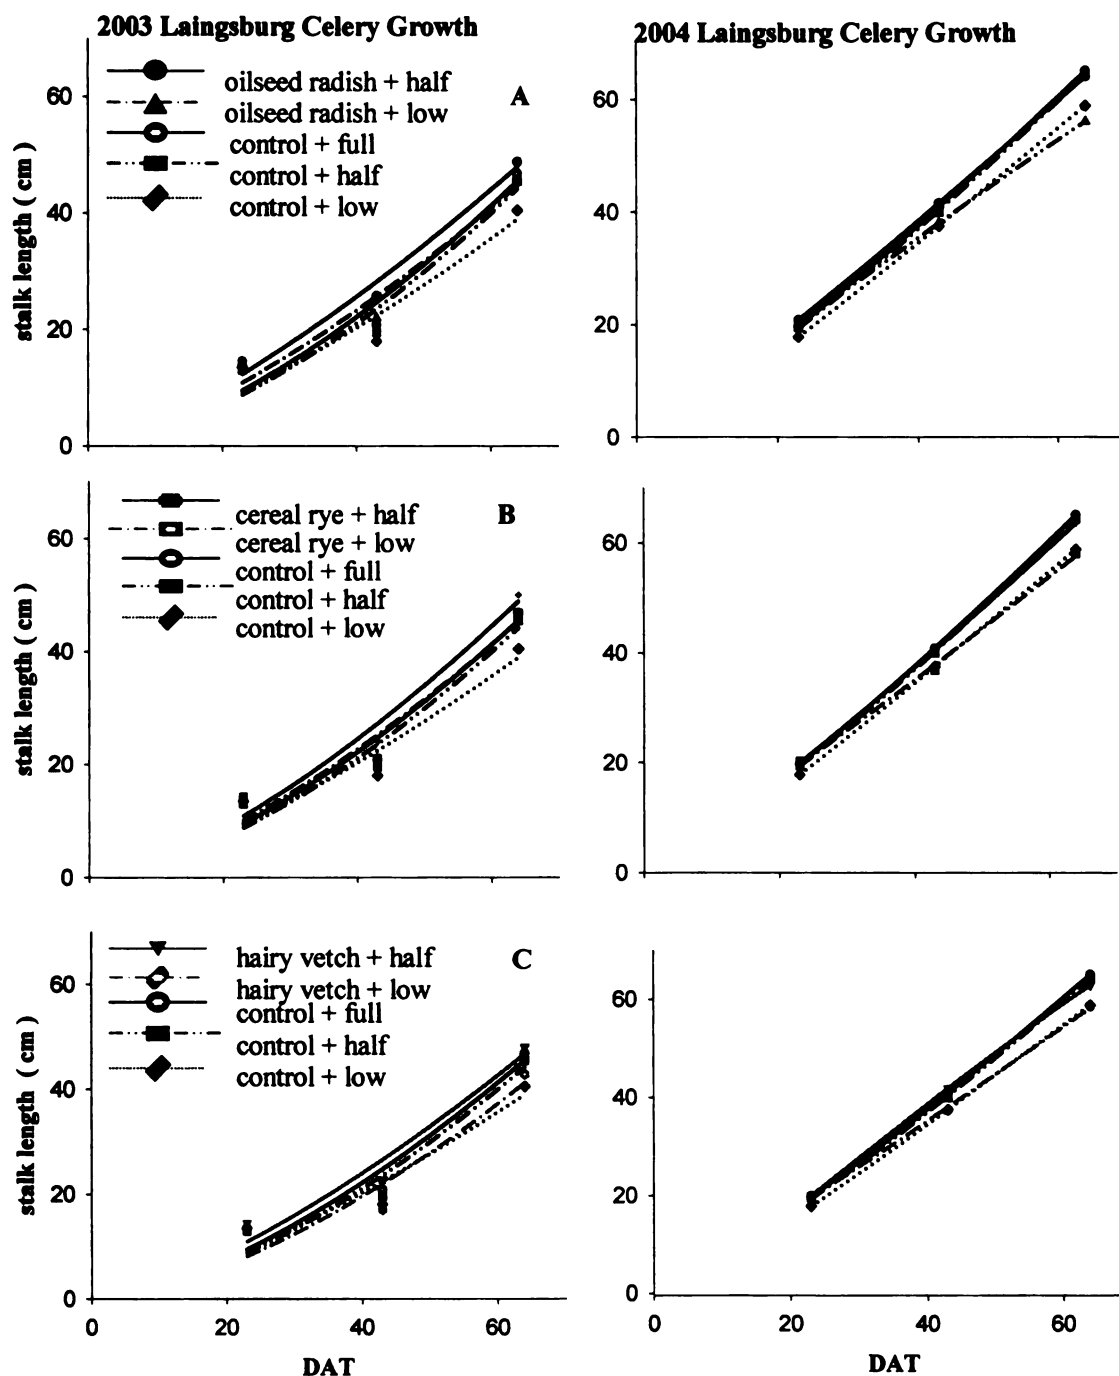 2003 Laingsburg Celery Growth
2004 Laingsburg Celery Growth
oilseed radish + half
oilseed radish + low
control + full
control + half
control + low
A
stalk length ( cm )
60
40
20
0
60
40
20
0
cereal rye + half
cereal rye + low
control + full
control + half
control + low
B
stalk length ( cm )
60
40
20
0
60
40
20
0
hairy vetch + half
hairy vetch + low
control + full
control + half
control + low
C
stalk length ( cm )
60
40
20
0
60
40
20
0
0 20 40 60
0 20 40 60
DAT
DAT